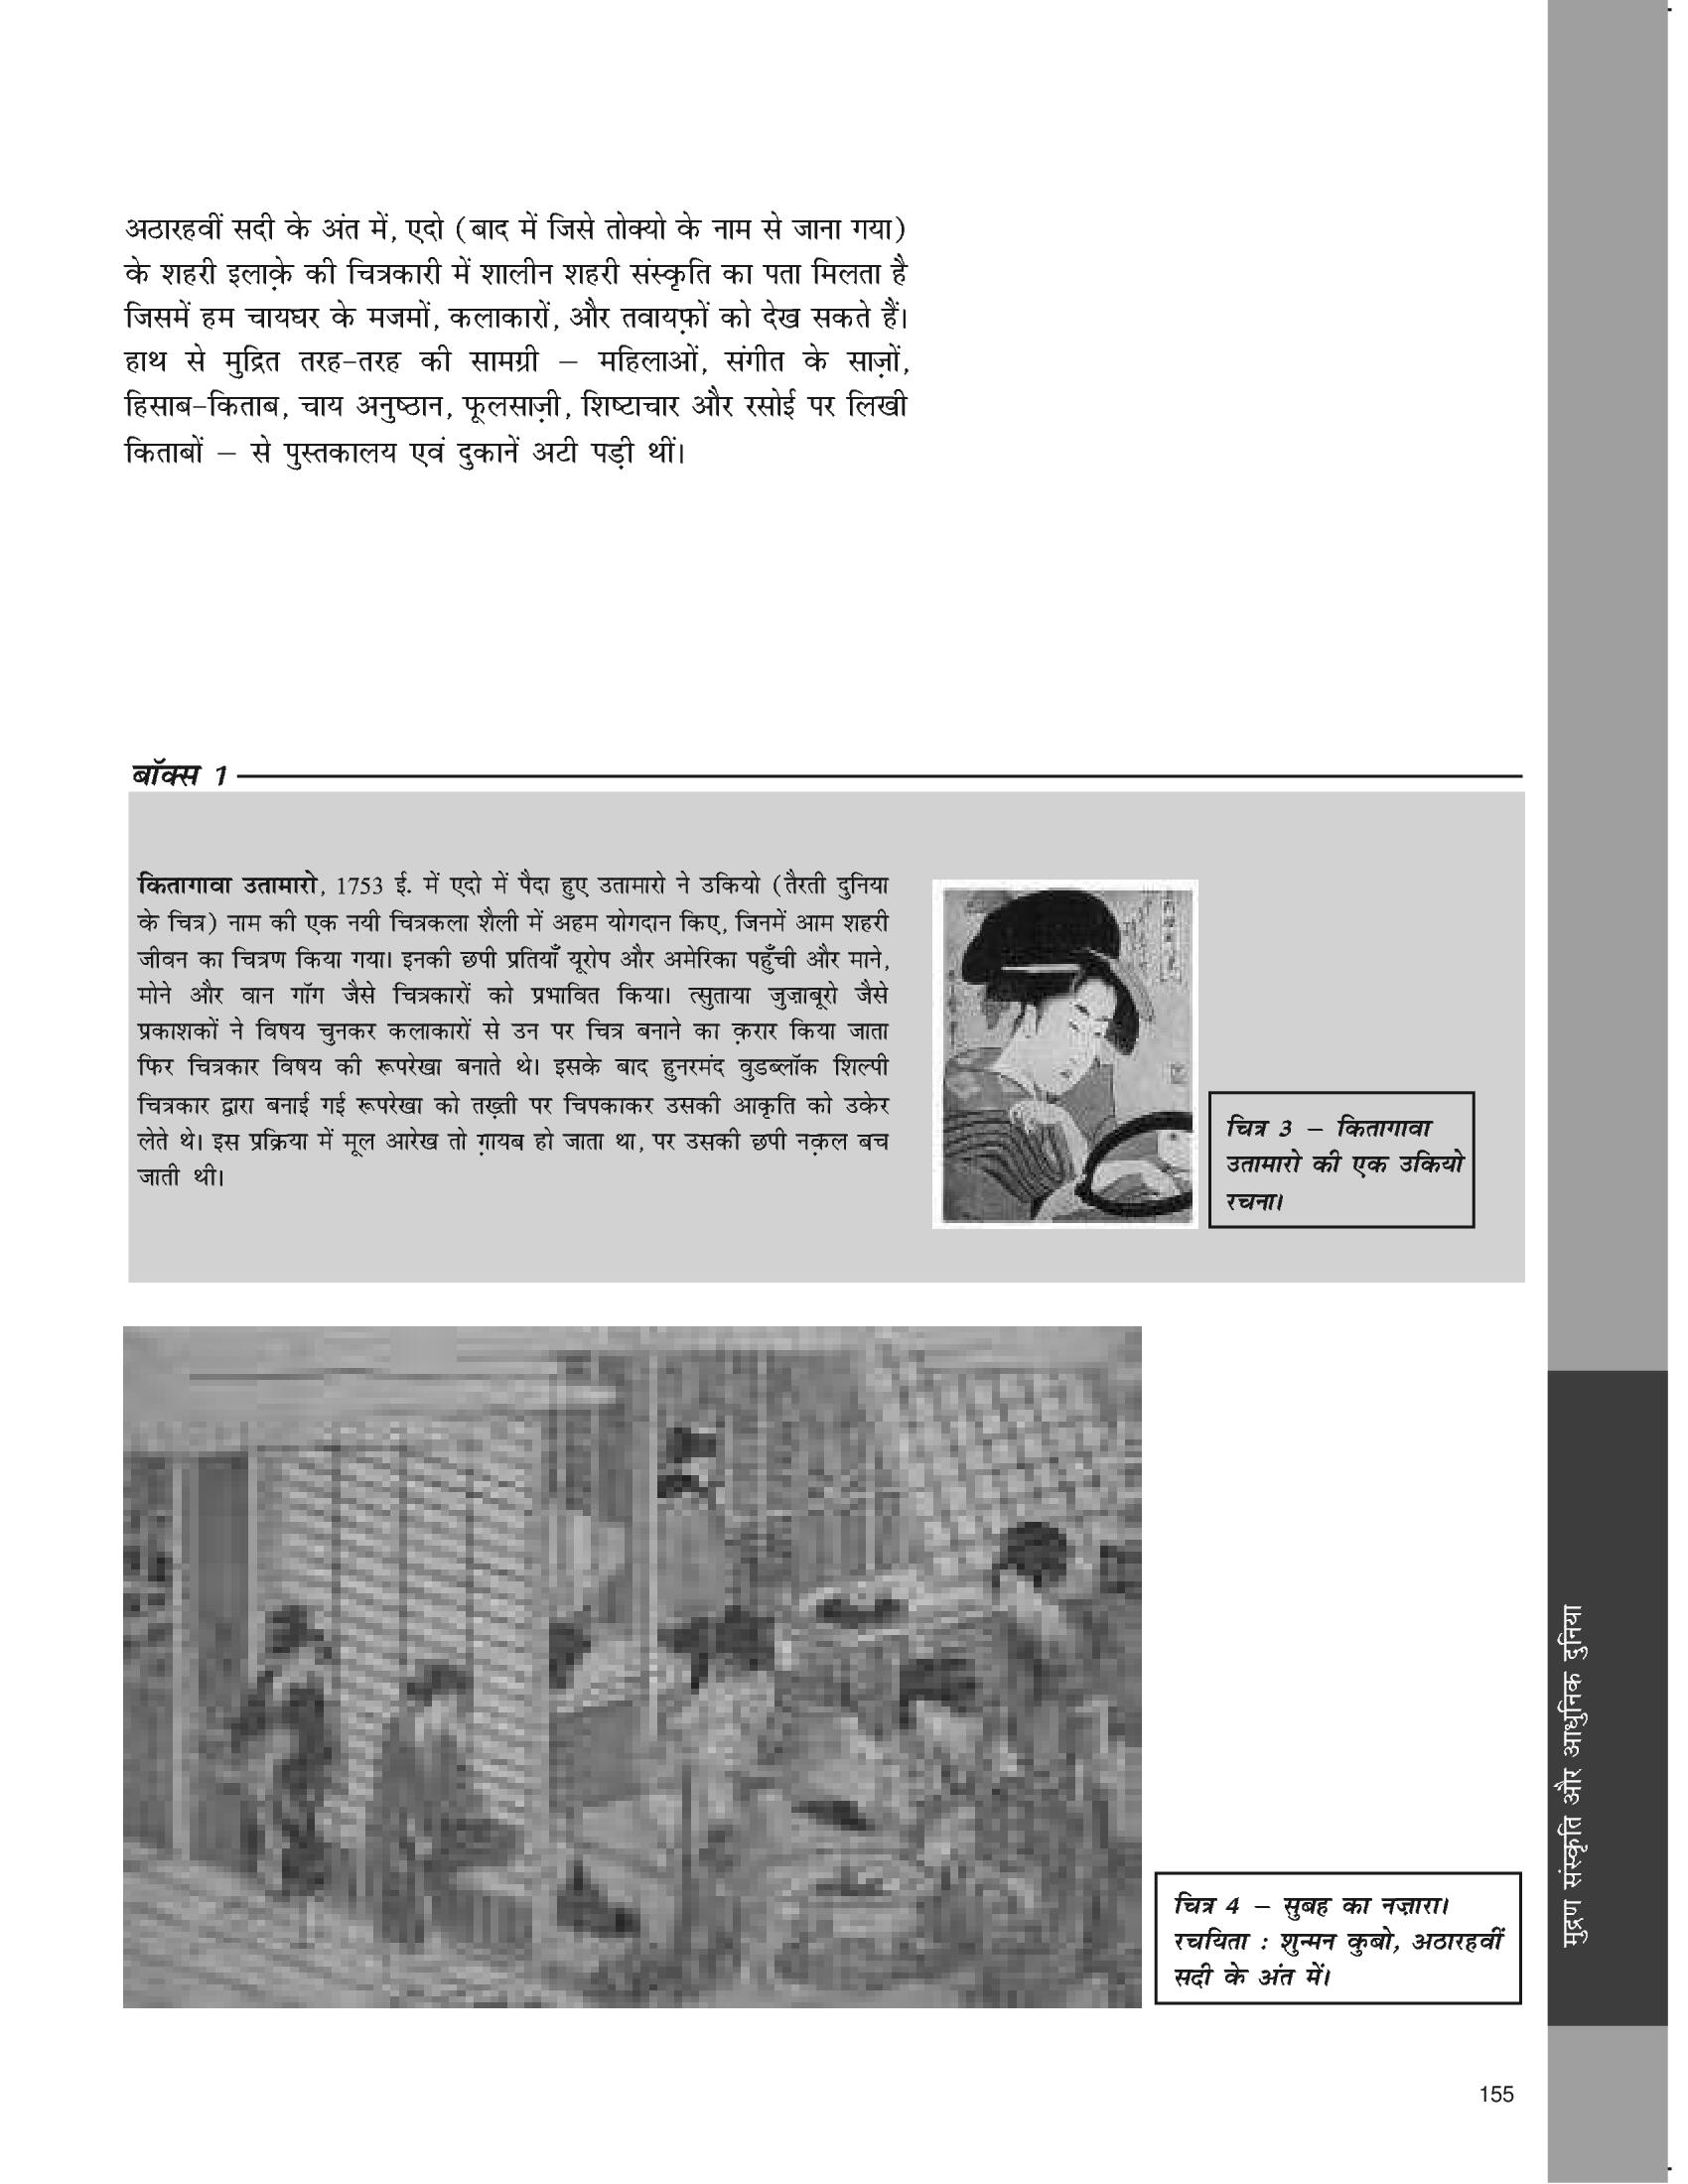 अठारहवीं सदी के अंत में, एदो (बाद में जिसे तोक्यो के नाम से जाना गया)
के शहरी इलाक़े की चित्रकारी में शालीन शहरी संस्कृति का पता मिलता है
जिसमें हम चायघर के मजमों, कलाकारों, और तवायफ़ों को देख सकते हैं।
हाथ से मुद्रित तरह-तरह की सामग्री – महिलाओं, संगीत के साज़ों,
हिसाब-किताब, चाय अनुष्ठान, फूलसाज़ी, शिष्टाचार और रसोई पर लिखी
किताबों – से पुस्तकालय एवं दुकानें अटी पड़ी थीं।
बॉक्स 1
कितागावा उतामारो, 1753 ई. में एदो में पैदा हुए उतामारो ने उकियो (तैरती दुनिया
के चित्र) नाम की एक नयी चित्रकला शैली में अहम योगदान किए, जिनमें आम शहरी
जीवन का चित्रण किया गया। इनकी छपी प्रतियाँ यूरोप और अमेरिका पहुँची और माने,
मोने और वान गॉग जैसे चित्रकारों को प्रभावित किया। त्सुताया जुज़ाबूरो जैसे
प्रकाशकों ने विषय चुनकर कलाकारों से उन पर चित्र बनाने का क़रार किया जाता
फिर चित्रकार विषय की रूपरेखा बनाते थे। इसके बाद हुनरमंद वुडब्लॉक शिल्पी
चित्रकार द्वारा बनाई गई रूपरेखा को तख़्ती पर चिपकाकर उसकी आकृति को उकेर
लेते थे। इस प्रक्रिया में मूल आरेख तो ग़ायब हो जाता था, पर उसकी छपी नक़ल बच
जाती थी।
चित्र 3 – कितागावा
उतामारो की एक उकियो
रचना।
चित्र 4 – सुबह का नज़ारा।
रचयिता : शुन्मन कुबो, अठारहवीं
सदी के अंत में।
मुद्रण संस्कृति और आधुनिक दुनिया
155